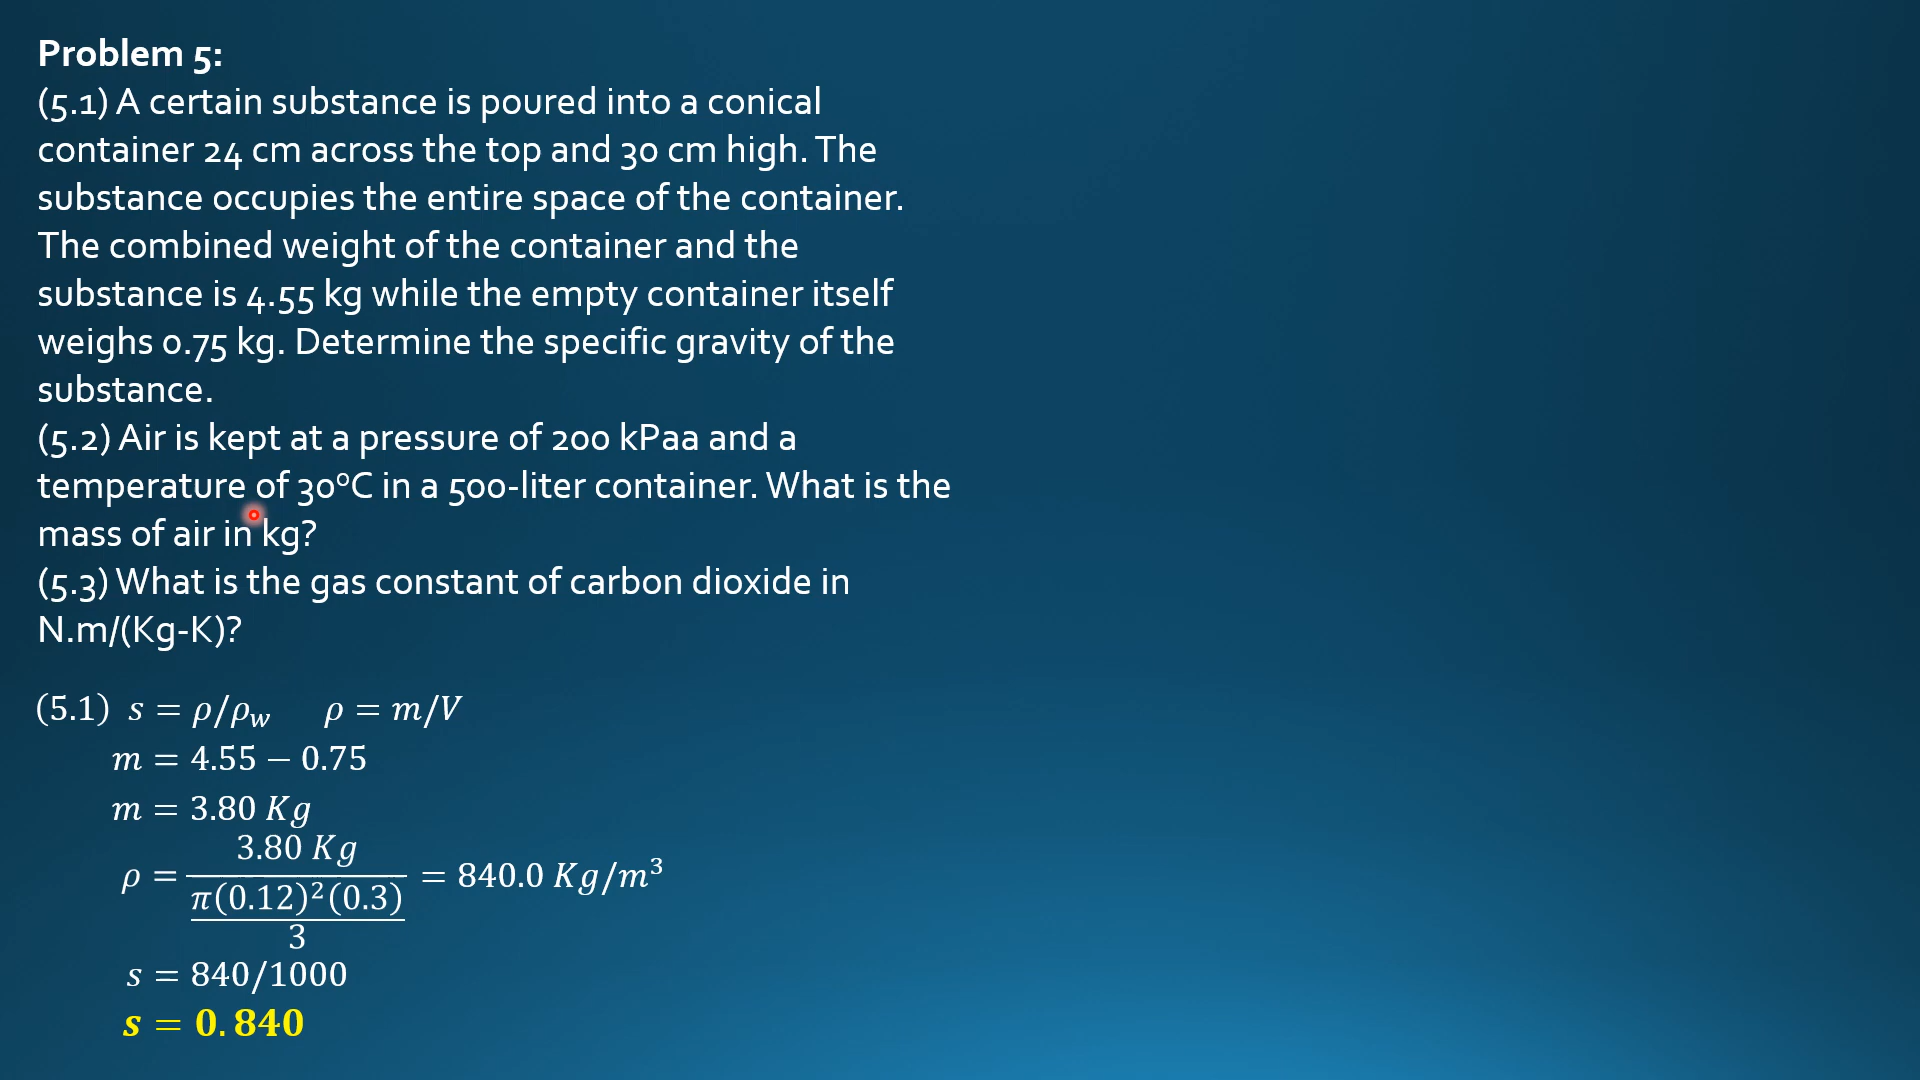 Problem 5:
(5.1) A certain substance is poured into a conical
container 24 cm across the top and 30 cm high. The
substance occupies the entire space of the container.
The combined weight of the container and the
substance is 4.55 kg while the empty container itself
weighs 0.75 kg. Determine the specific gravity of the
substance.
(5.2) Air is kept at a pressure of 200 kPaa and a
temperature of 30⁰C in a 500-liter container. What is the
mass of air in kg?
(5.3) What is the gas constant of carbon dioxide in
N.m/(Kg-K)?
(5.1) s = ρ/ρ_w ρ = m/V
m = 4.55 − 0.75
m = 3.80 Kg
3.80 Kg
ρ = = 840.0 Kg/m³
π(0.12)²(0.3)
3
s = 840/1000
s = 0.840